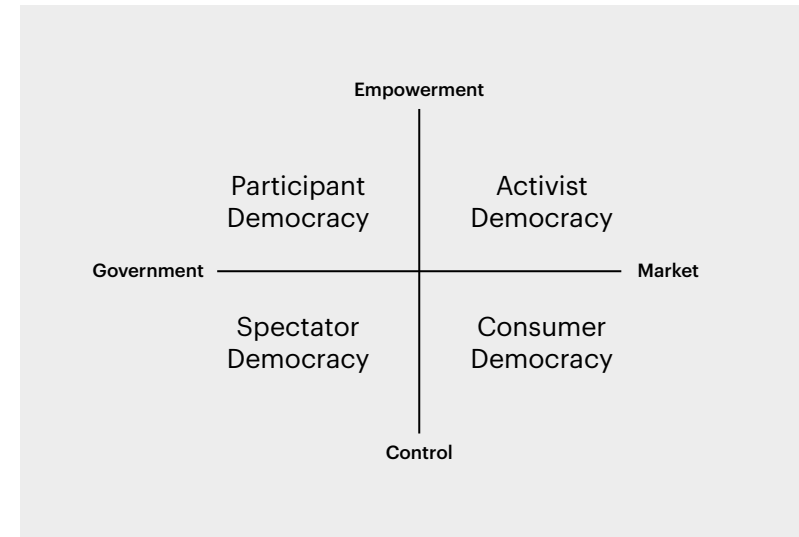 Empowerment
Participant
Democracy
Activist
Democracy
Government
Market
Spectator
Democracy
Consumer
Democracy
Control